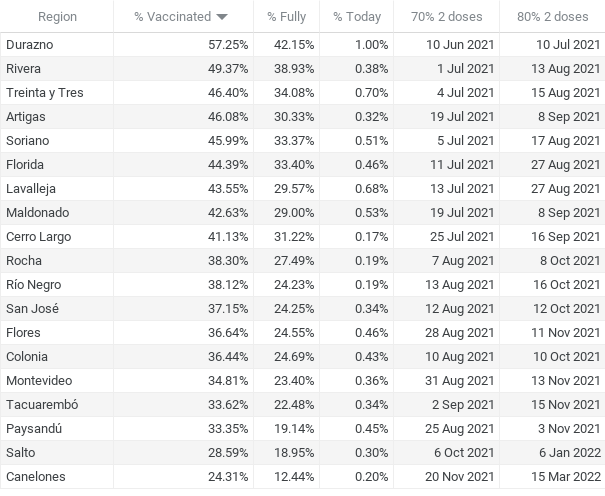 Region % Vaccinated % Fully % Today 70% 2 doses 80% 2 doses
Durazno 57.25% 42.15% 1.00% 10 Jun 2021 10 Jul 2021
Rivera 49.37% 38.93% 0.38% 1 Jul 2021 13 Aug 2021
Treinta y Tres 46.40% 34.08% 0.70% 4 Jul 2021 15 Aug 2021
Artigas 46.08% 30.33% 0.32% 19 Jul 2021 8 Sep 2021
Soriano 45.99% 33.37% 0.51% 5 Jul 2021 17 Aug 2021
Florida 44.39% 33.40% 0.46% 11 Jul 2021 27 Aug 2021
Lavalleja 43.55% 29.57% 0.68% 13 Jul 2021 27 Aug 2021
Maldonado 42.63% 29.00% 0.53% 19 Jul 2021 8 Sep 2021
Cerro Largo 41.13% 31.22% 0.17% 25 Jul 2021 16 Sep 2021
Rocha 38.30% 27.49% 0.19% 7 Aug 2021 8 Oct 2021
Río Negro 38.12% 24.23% 0.19% 13 Aug 2021 16 Oct 2021
San José 37.15% 24.25% 0.34% 12 Aug 2021 12 Oct 2021
Flores 36.64% 24.55% 0.46% 28 Aug 2021 11 Nov 2021
Colonia 36.44% 24.69% 0.43% 10 Aug 2021 10 Oct 2021
Montevideo 34.81% 23.40% 0.36% 31 Aug 2021 13 Nov 2021
Tacuarembó 33.62% 22.48% 0.34% 2 Sep 2021 15 Nov 2021
Paysandú 33.35% 19.14% 0.45% 25 Aug 2021 3 Nov 2021
Salto 28.59% 18.95% 0.30% 6 Oct 2021 6 Jan 2022
Canelones 24.31% 12.44% 0.20% 20 Nov 2021 15 Mar 2022